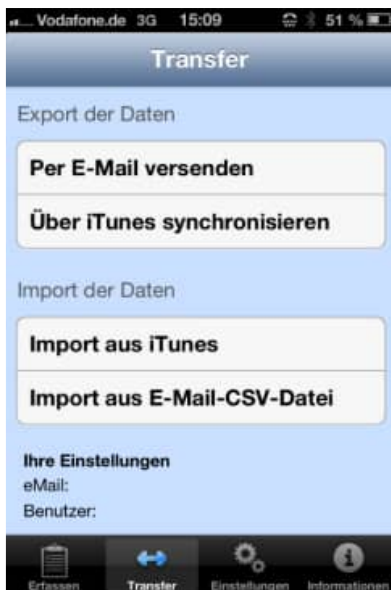 Vodafone.de 3G 15:09 51 %
Transfer
Export der Daten
Per E-Mail versenden
Über iTunes synchronisieren
Import der Daten
Import aus iTunes
Import aus E-Mail-CSV-Datei
Ihre Einstellungen
eMail:
Benutzer:
Erfassen Transfer Einstellungen Informationen